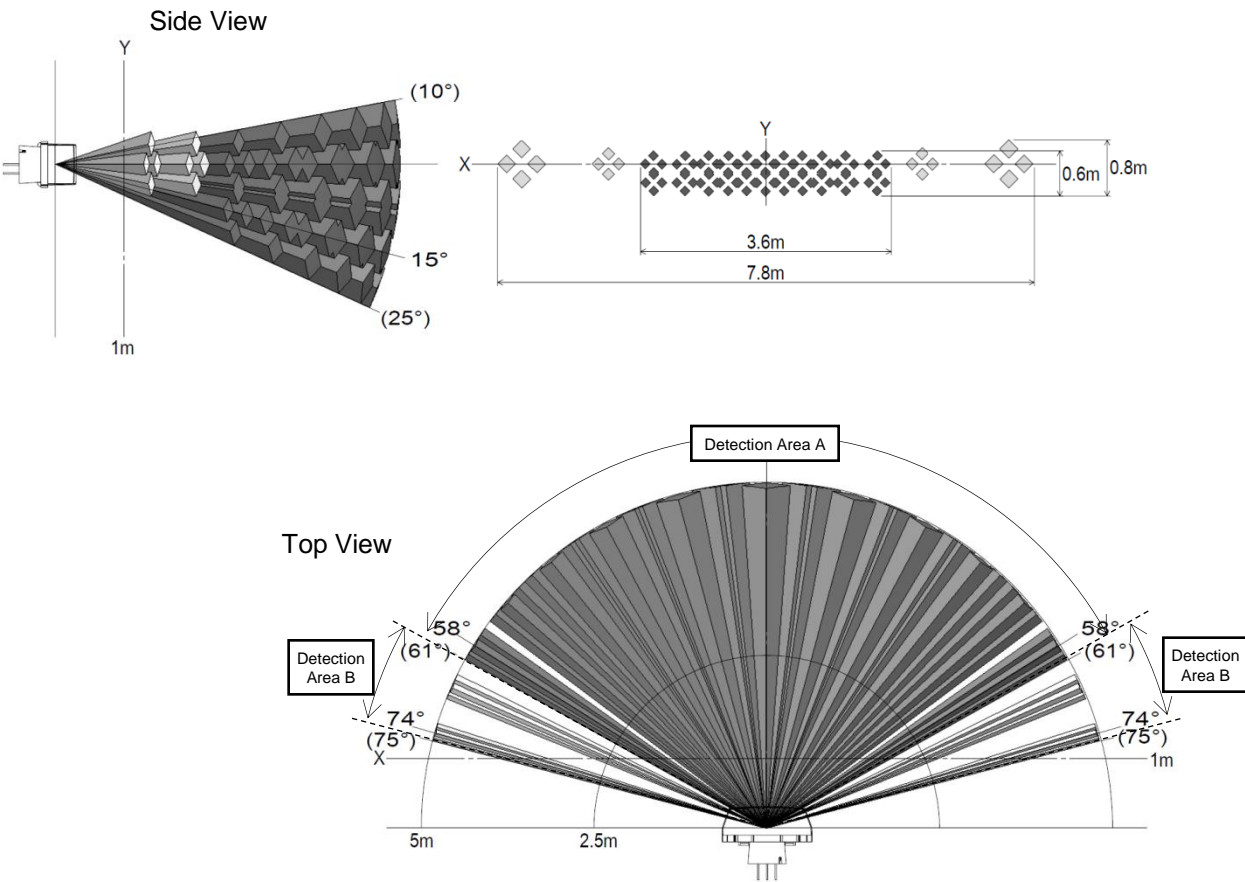 Side View
Y
(10°)
15°
(25°)
1m
Y
X
0.6m
0.8m
3.6m
7.8m
Detection Area A
Top View
58°
(61°)
58°
(61°)
Detection
Area B
Detection
Area B
74°
(75°)
74°
(75°)
X
1m
5m
2.5m